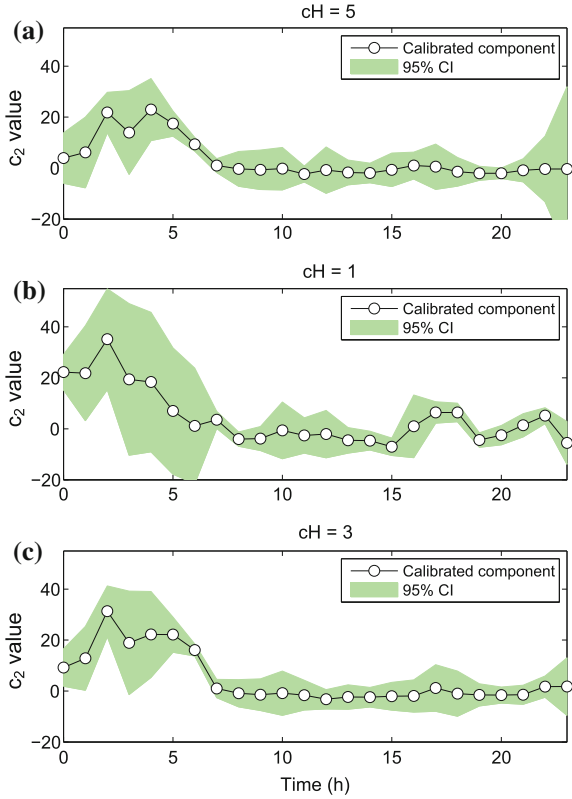 cH = 5
(a)
Calibrated component
95% CI
c₂ value
40
20
0
−20
0
5
10
15
20
cH = 1
(b)
Calibrated component
95% CI
c₂ value
40
20
0
−20
0
5
10
15
20
cH = 3
(c)
Calibrated component
95% CI
c₂ value
40
20
0
−20
0
5
10
15
20
Time (h)